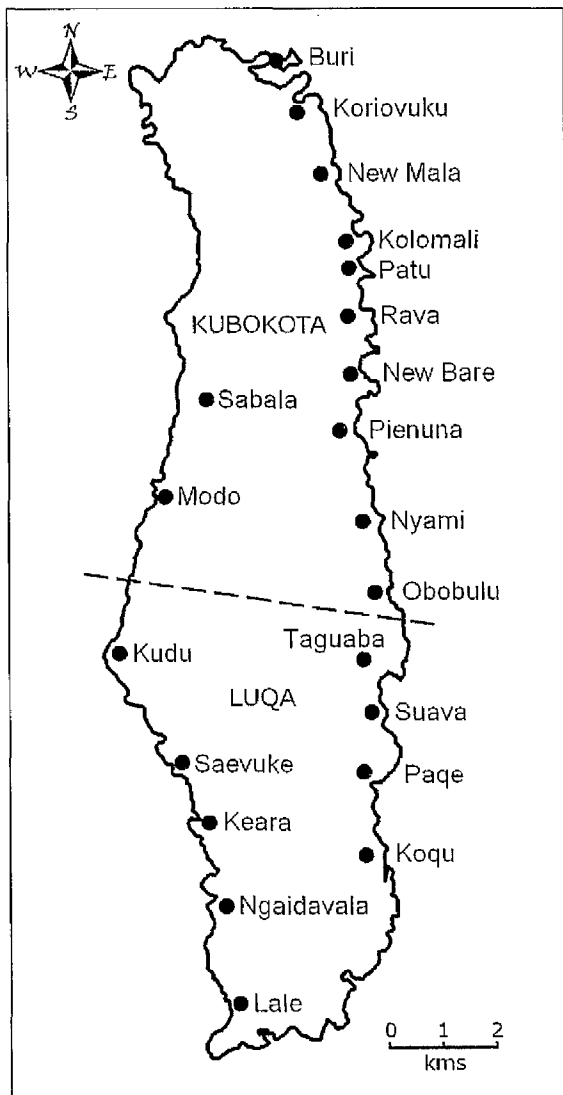 N
W E
S
Buri
Koriovuku
New Mala
Kolomali
Patu
Rava
KUBOKOTA
New Bare
Sabala
Pienuna
Modo
Nyami
Obobulu
Taguaba
Kudu
LUQA
Suava
Saevuke
Paqe
Keara
Koqu
Ngaidavala
Lale
0 1 2
kms